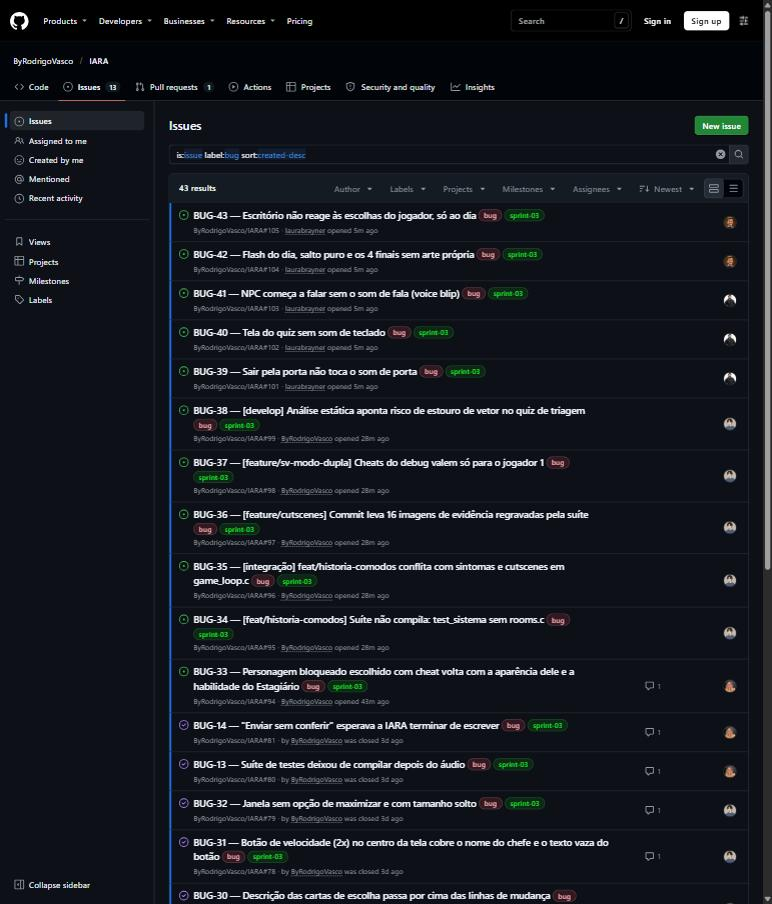 Products Developers Businesses Resources Pricing Search / Sign in Sign up
ByRodrigoVasco / IARA
Code Issues 13 Pull requests 1 Actions Projects Security and quality Insights
Issues
Assigned to me
Created by me
Mentioned
Recent activity
Views
Projects
Milestones
Labels
Collapse sidebar
Issues New issue
is:issue label:bug sort:created-desc
43 results Author Labels Projects Milestones Assignees Newest
BUG-43 — Escritório não reage às escolhas do jogador, só ao dia bug sprint-03
ByRodrigoVasco/IARA#105 · laurabrayner opened 5m ago
BUG-42 — Flash do dia, salto puro e os 4 finais sem arte própria bug sprint-03
ByRodrigoVasco/IARA#104 · laurabrayner opened 5m ago
BUG-41 — NPC começa a falar sem o som de fala (voice blip) bug sprint-03
ByRodrigoVasco/IARA#103 · laurabrayner opened 5m ago
BUG-40 — Tela do quiz sem som de teclado bug sprint-03
ByRodrigoVasco/IARA#102 · laurabrayner opened 5m ago
BUG-39 — Sair pela porta não toca o som de porta bug sprint-03
ByRodrigoVasco/IARA#101 · laurabrayner opened 5m ago
BUG-38 — [develop] Análise estática aponta risco de estouro de vetor no quiz de triagem
bug sprint-03
ByRodrigoVasco/IARA#99 · ByRodrigoVasco opened 28m ago
BUG-37 — [feature/sv-modo-dupla] Cheats do debug valem só para o jogador 1 bug
sprint-03
ByRodrigoVasco/IARA#98 · ByRodrigoVasco opened 28m ago
BUG-36 — [feature/cutscenes] Commit leva 16 imagens de evidência regravadas pela suíte
bug sprint-03
ByRodrigoVasco/IARA#97 · ByRodrigoVasco opened 28m ago
BUG-35 — [integração] feat/historia-comodos conflita com sintomas e cutscenes em
game_loop.c bug sprint-03
ByRodrigoVasco/IARA#96 · ByRodrigoVasco opened 28m ago
BUG-34 — [feat/historia-comodos] Suíte não compila: test_sistema sem rooms.c bug
sprint-03
ByRodrigoVasco/IARA#95 · ByRodrigoVasco opened 28m ago
BUG-33 — Personagem bloqueado escolhido com cheat volta com a aparência dele e a
habilidade do Estagiário bug sprint-03 1
ByRodrigoVasco/IARA#94 · ByRodrigoVasco opened 43m ago
BUG-14 — "Enviar sem conferir" esperava a IARA terminar de escrever bug sprint-03 1
ByRodrigoVasco/IARA#81 · by ByRodrigoVasco was closed 3d ago
BUG-13 — Suíte de testes deixou de compilar depois do áudio bug sprint-03 1
ByRodrigoVasco/IARA#80 · by ByRodrigoVasco was closed 3d ago
BUG-32 — Janela sem opção de maximizar e com tamanho solto bug sprint-03 1
ByRodrigoVasco/IARA#79 · by ByRodrigoVasco was closed 3d ago
BUG-31 — Botão de velocidade (2x) no centro da tela cobre o nome do chefe e o texto vaza do
botão bug sprint-03 1
ByRodrigoVasco/IARA#78 · by ByRodrigoVasco was closed 3d ago
BUG-30 — Descrição das cartas de escolha passa por cima das linhas de mudança bug